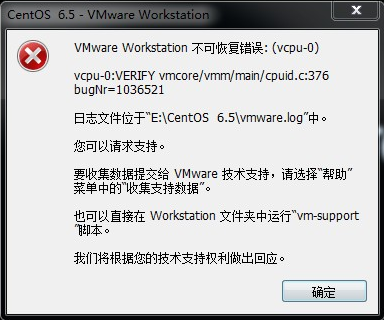 CentOS 6.5 - VMware Workstation
VMware Workstation 不可恢复错误: (vcpu-0)
vcpu-0:VERIFY vmcore/vmm/main/cpuid.c:376
bugNr=1036521
日志文件位于“E:\CentOS 6.5\vmware.log”中。
您可以请求支持。
要收集数据提交给 VMware 技术支持，请选择“帮助”
菜单中的“收集支持数据”。
也可以直接在 Workstation 文件夹中运行“vm-support
”脚本。
我们将根据您的技术支持权利做出回应。
确定